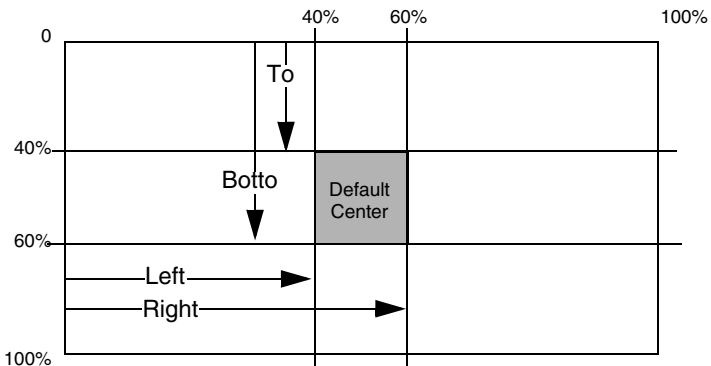 40% 60% 100%
0
To
40%
Botto
Default
Center
60%
Left
Right
100%